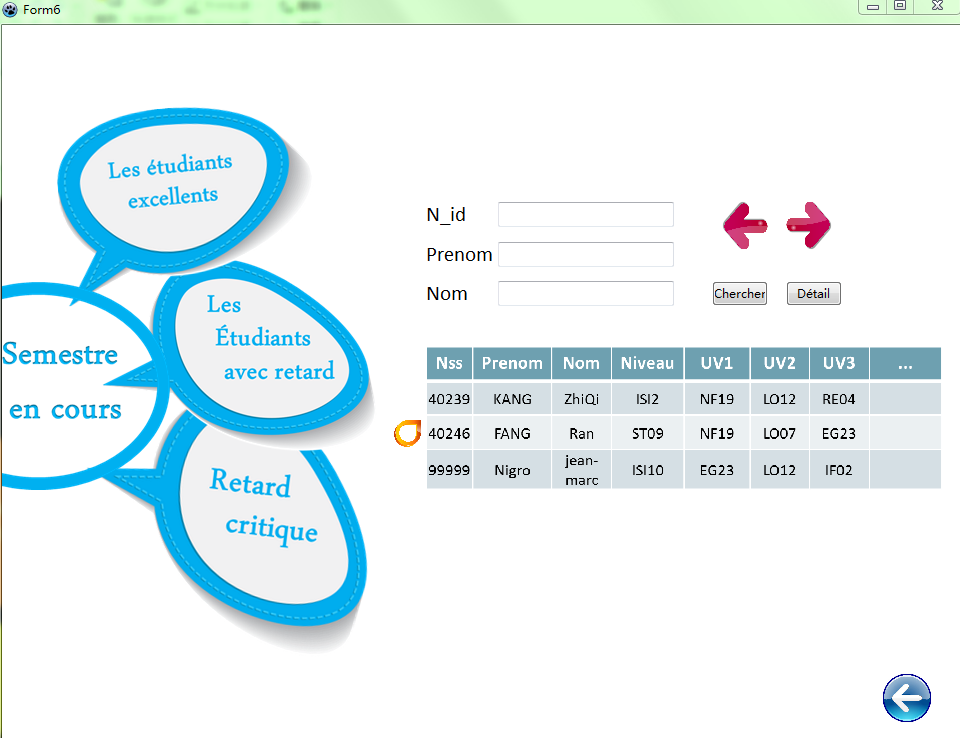 Form6
Les étudiants
excellents
Les
Étudiants
avec retard
Semestre
en cours
Retard
critique
N_id
Prenom
Nom
Chercher Détail
Nss Prenom Nom Niveau UV1 UV2 UV3 ...
40239 KANG ZhiQi ISI2 NF19 LO12 RE04
40246 FANG Ran ST09 NF19 LO07 EG23
99999 Nigro jean-
marc ISI10 EG23 LO12 IF02